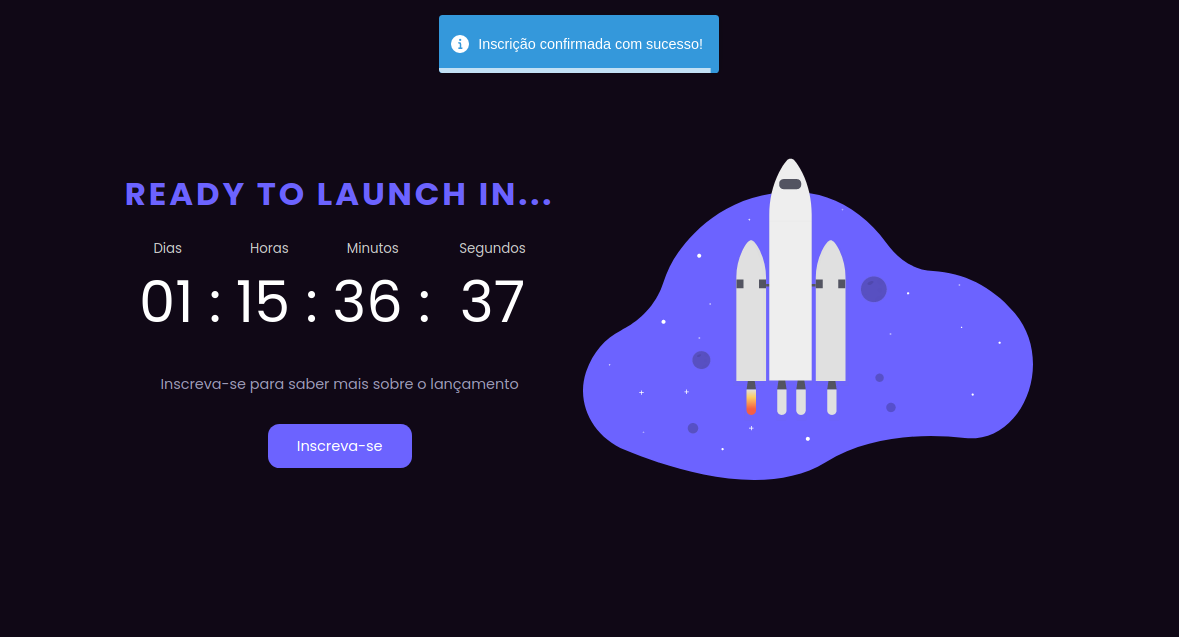 Inscrição confirmada com sucesso!
READY TO LAUNCH IN...
Dias Horas Minutos Segundos
01 : 15 : 36 : 37
Inscreva-se para saber mais sobre o lançamento
Inscreva-se